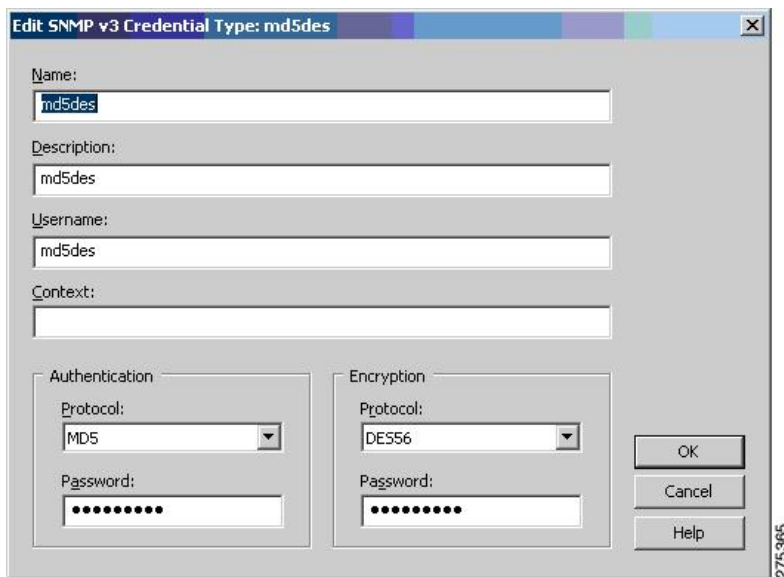 Edit SNMP v3 Credential Type: md5des
Name:
md5des
Description:
md5des
Username:
md5des
Context:
Authentication
Protocol:
MD5
Password:
●●●●●●●●●
Encryption
Protocol:
DES56
Password:
●●●●●●●●●
OK
Cancel
Help
275365